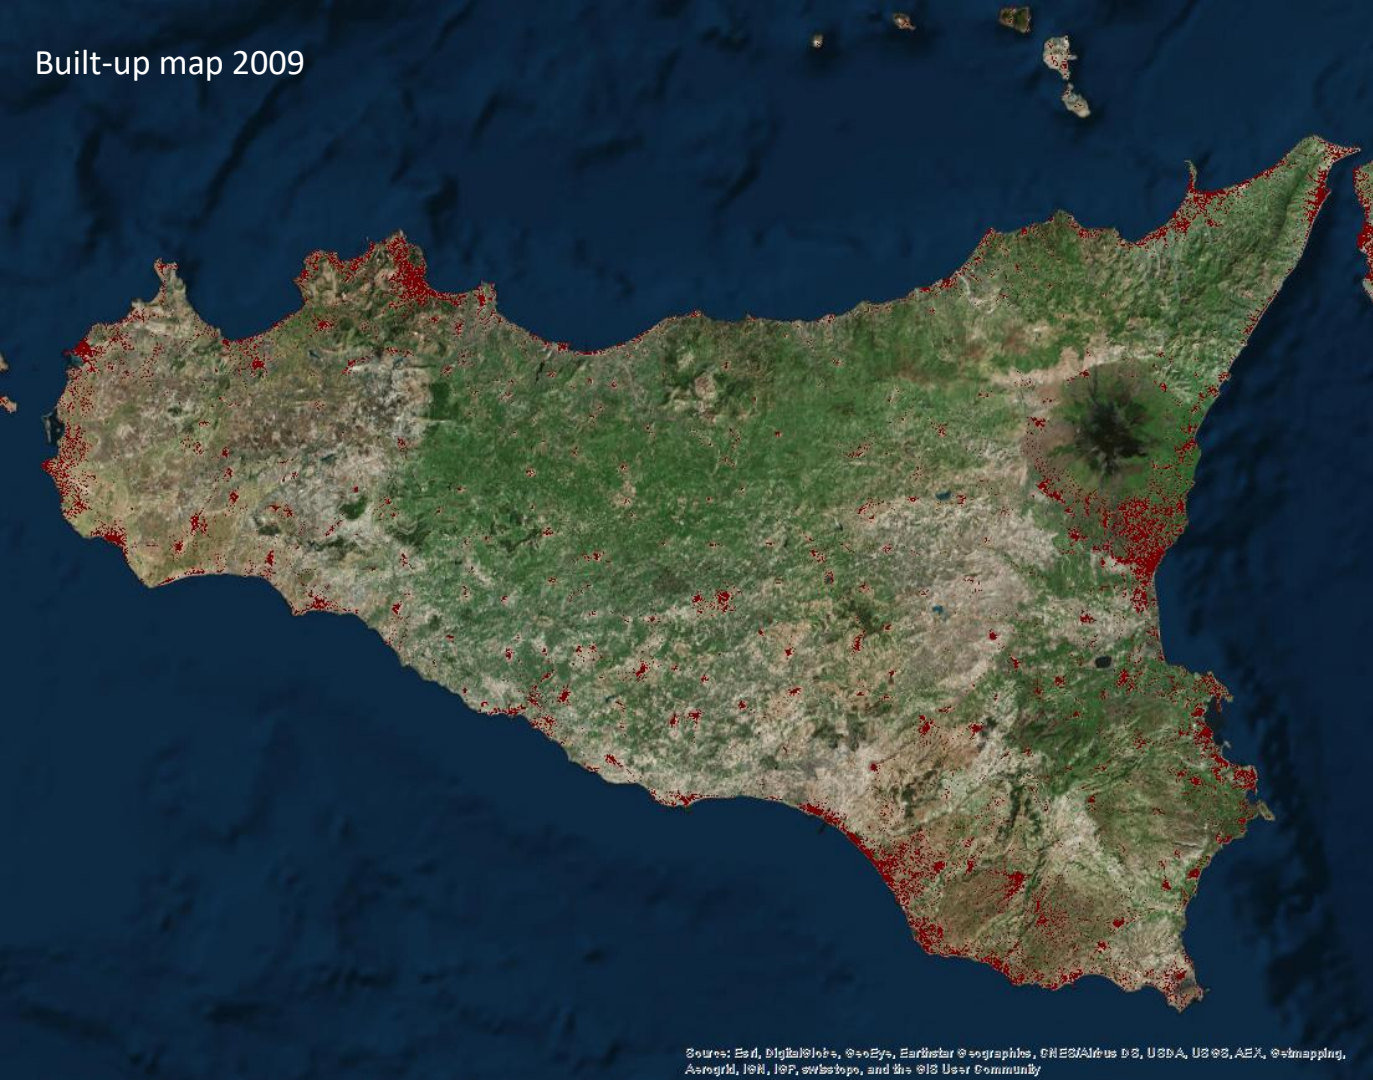 Built-up map 2009
Source: Esri, DigitalGlobe, GeoEye, Earthstar Geographics, CNES/Airbus DS, USDA, USGS, AEX, Getmapping,
Aerogrid, IGN, IGP, swisstopo, and the GIS User Community